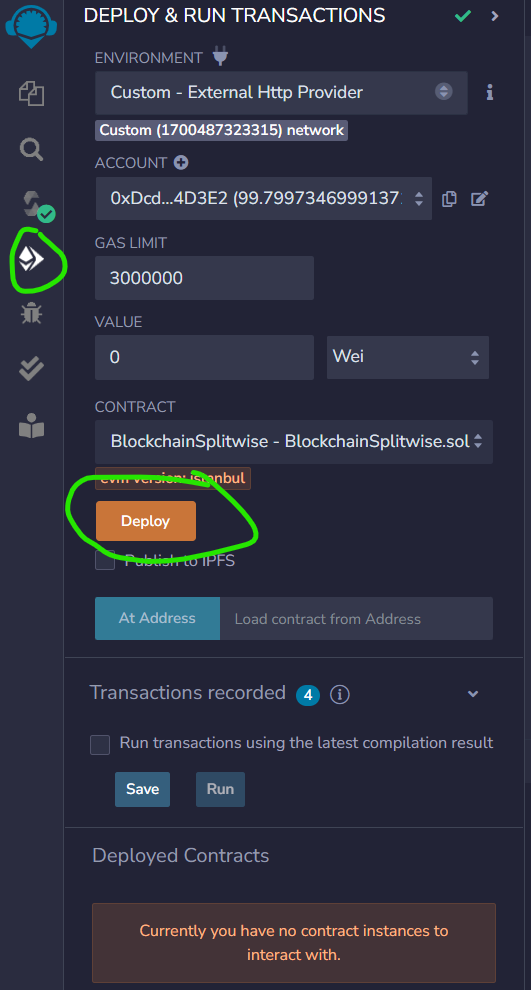 DEPLOY & RUN TRANSACTIONS
ENVIRONMENT
Custom - External Http Provider
Custom (1700487323315) network
ACCOUNT
0xDcd...4D3E2 (99.79973469991371
GAS LIMIT
3000000
VALUE
0 Wei
CONTRACT
BlockchainSplitwise - BlockchainSplitwise.sol
evm version: istanbul
Deploy
Publish to IPFS
At Address Load contract from Address
Transactions recorded 4
Run transactions using the latest compilation result
Save Run
Deployed Contracts
Currently you have no contract instances to
interact with.